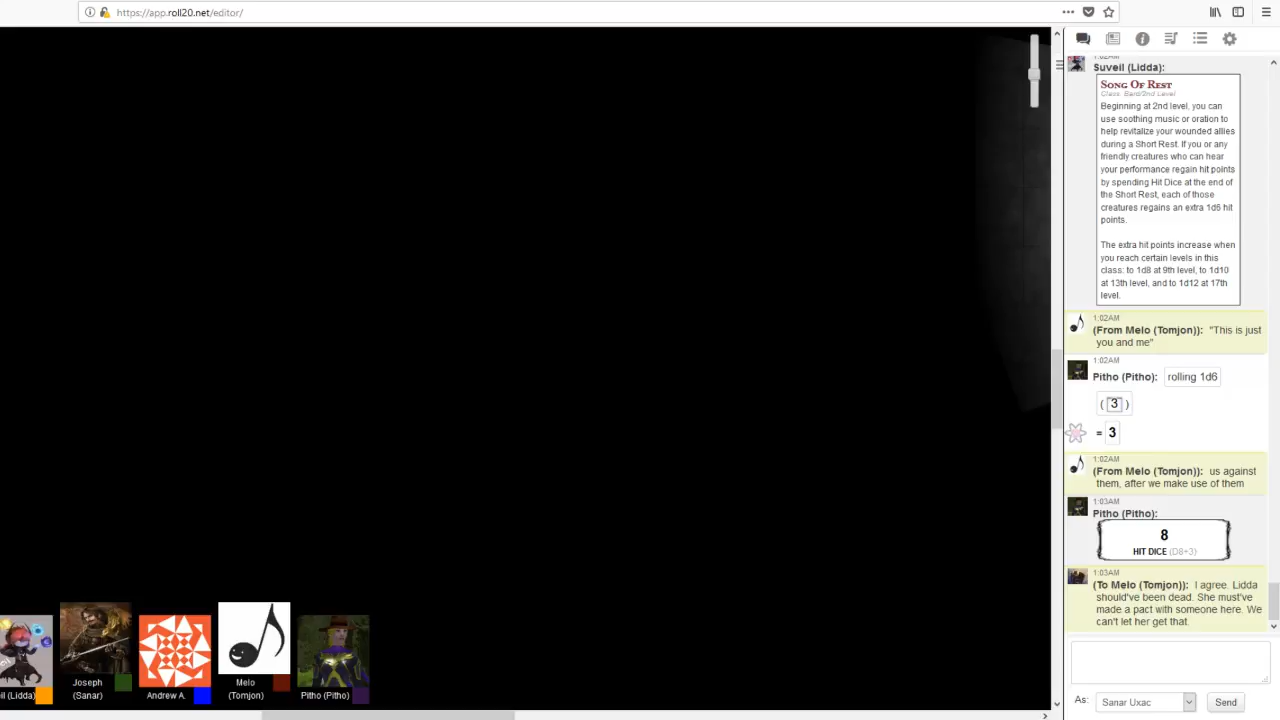 https://app.roll20.net/editor/
1:02AM
Suveil (Lidda):
Song Of Rest
Class: Bard/2nd Level
Beginning at 2nd level, you can
use soothing music or oration to
help revitalize your wounded allies
during a Short Rest. If you or any
friendly creatures who can hear
your performance regain hit points
by spending Hit Dice at the end of
the Short Rest, each of those
creatures regains an extra 1d6 hit
points.
The extra hit points increase when
you reach certain levels in this
class: to 1d8 at 9th level, to 1d10
at 13th level, and to 1d12 at 17th
level.
1:02AM
(From Melo (Tomjon)): "This is just
you and me"
1:02AM
Pitho (Pitho): rolling 1d6
( 3 )
= 3
1:02AM
(From Melo (Tomjon)): us against
them, after we make use of them
1:03AM
Pitho (Pitho):
8
HIT DICE (D8+3)
1:03AM
(To Melo (Tomjon)): I agree. Lidda
should've been dead. She must've
made a pact with someone here. We
can't let her get that.
As: Sanar Uxac Send
eil (Lidda)
Joseph
(Sanar)
Andrew A.
Melo
(Tomjon)
Pitho (Pitho)